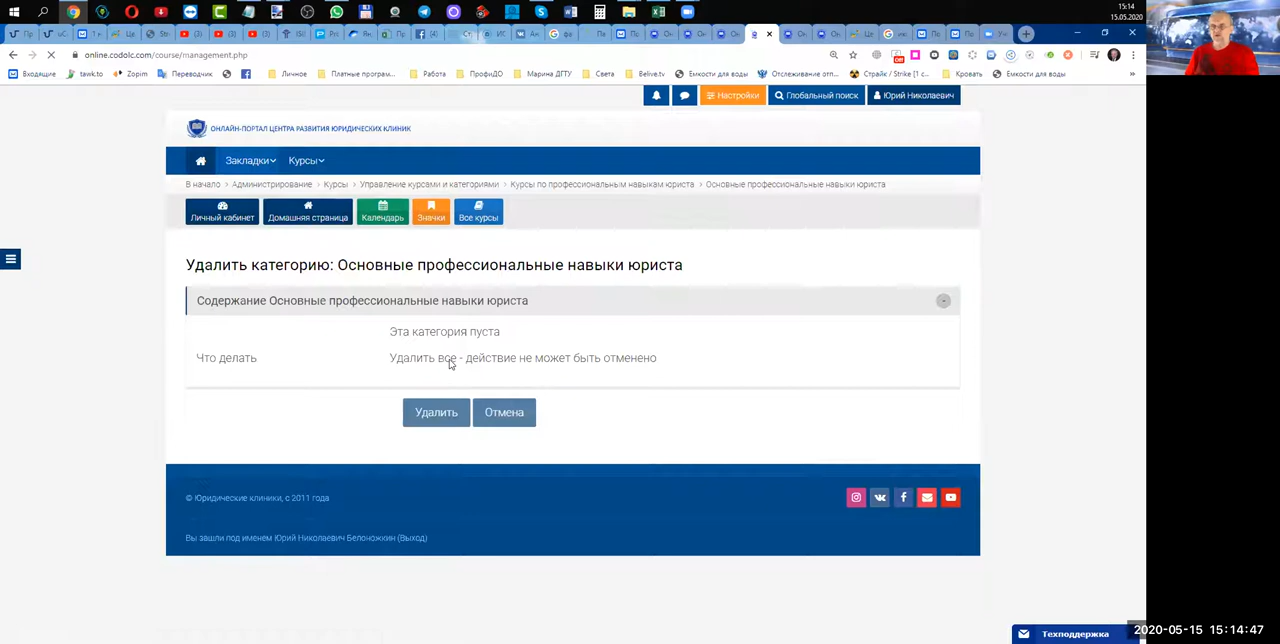 15:14
15.05.2020
online.codolc.com/course/management.php
Входящие
tawk.to
Zopim
Переводчик
Личное
Платные програм...
Работа
ПрофиДО
Марина ДГТУ
Света
Belive.tv
Емкости для воды
Отслеживание отп...
Страйк / Strike [1 с...
Кровать
Емкости для воды
Настройки
Глобальный поиск
Юрий Николаевич
ОНЛАЙН-ПОРТАЛ ЦЕНТРА РАЗВИТИЯ ЮРИДИЧЕСКИХ КЛИНИК
Закладки
Курсы
В начало > Администрирование > Курсы > Управление курсами и категориями > Курсы по профессиональным навыкам юриста > Основные профессиональные навыки юриста
Личный кабинет
Домашняя страница
Календарь
Значки
Все курсы
Удалить категорию: Основные профессиональные навыки юриста
Содержание Основные профессиональные навыки юриста
Эта категория пуста
Что делать
Удалить все - действие не может быть отменено
Удалить
Отмена
© Юридические клиники, с 2011 года
Вы зашли под именем Юрий Николаевич Белоножкин (Выход)
Техподдержка
2020-05-15 15:14:47